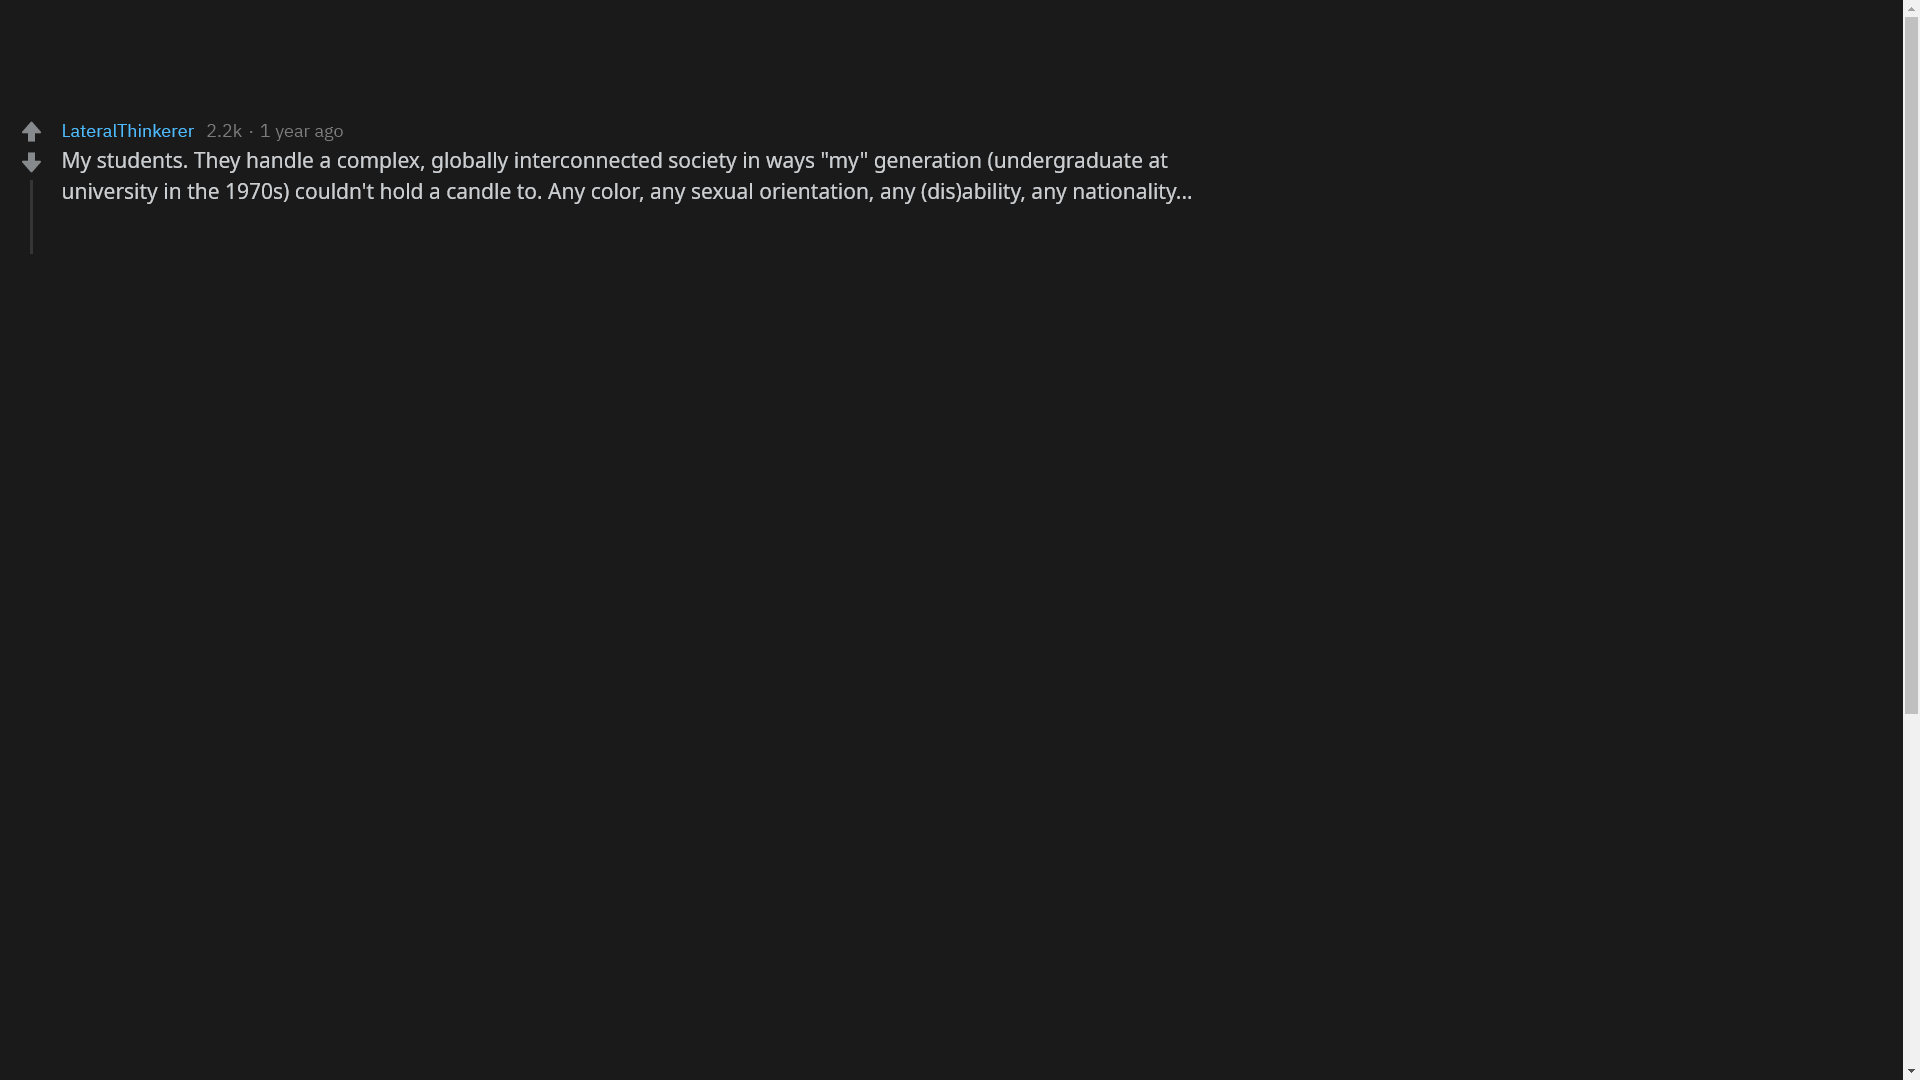 LateralThinkerer 2.2k · 1 year ago
My students. They handle a complex, globally interconnected society in ways "my" generation (undergraduate at
university in the 1970s) couldn't hold a candle to. Any color, any sexual orientation, any (dis)ability, any nationality...